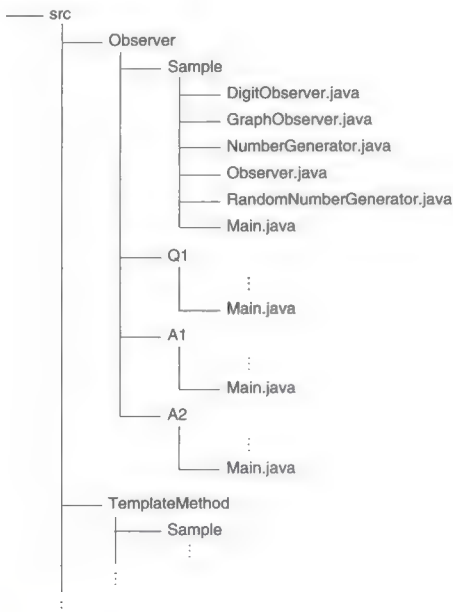 src
Observer
Sample
DigitObserver.java
GraphObserver.java
NumberGenerator.java
Observer.java
RandomNumberGenerator.java
Main.java
Q1
⋮
Main.java
A1
⋮
Main.java
A2
⋮
Main.java
TemplateMethod
Sample
⋮
⋮
⋮